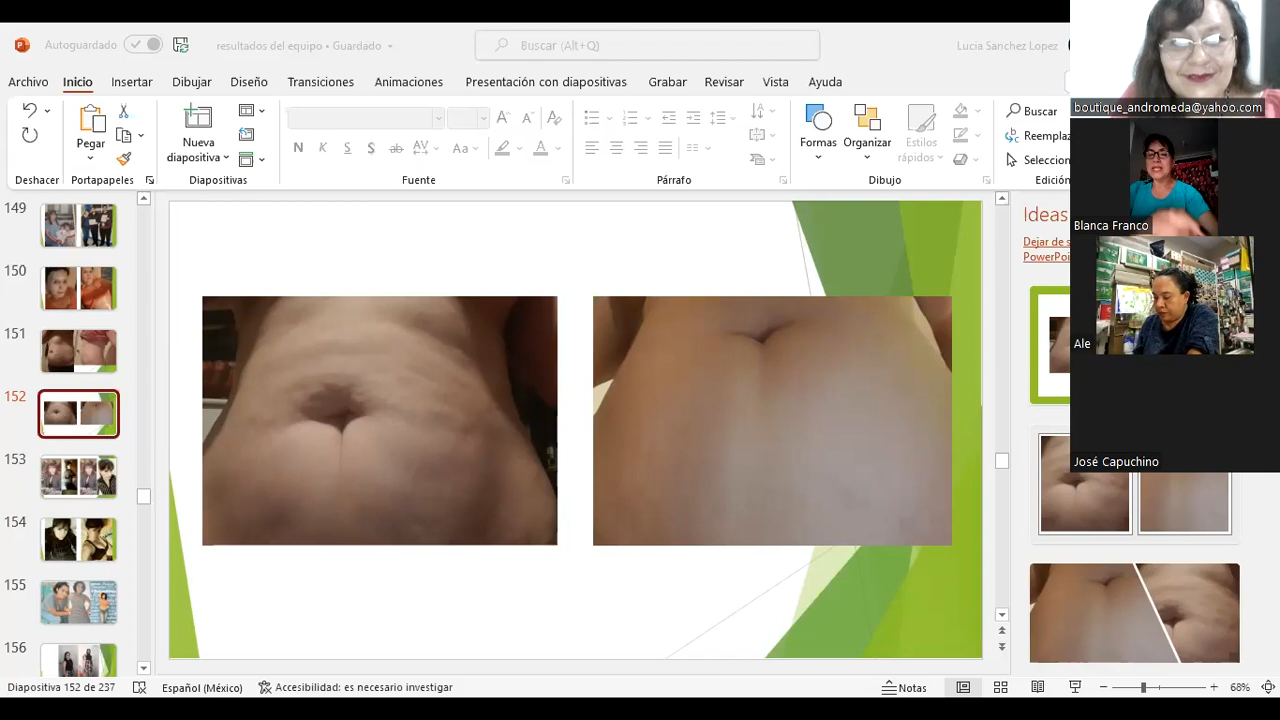 Autoguardado
resultados del equipo • Guardado
Buscar (Alt+Q)
Lucia Sanchez Lopez
boutique_andromeda@yahoo.com
Archivo Inicio Insertar Dibujar Diseño Transiciones Animaciones Presentación con diapositivas Grabar Revisar Vista Ayuda
Pegar
Nueva
diapositiva
Formas
Organizar
Estilos
rápidos
Buscar
Reemplaz
Seleccion
Deshacer
Portapapeles
Diapositivas
Fuente
Párrafo
Dibujo
Edición
Blanca Franco
Ale
José Capuchino
Ideas
Dejar de s
PowerPoi
149
150
151
152
153
154
155
156
Diapositiva 152 de 237
Español (México)
Accesibilidad: es necesario investigar
Notas
68%